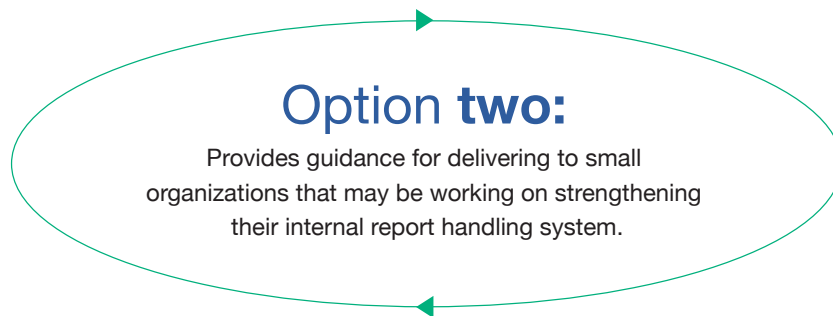 Option two:
Provides guidance for delivering to small
organizations that may be working on strengthening
their internal report handling system.